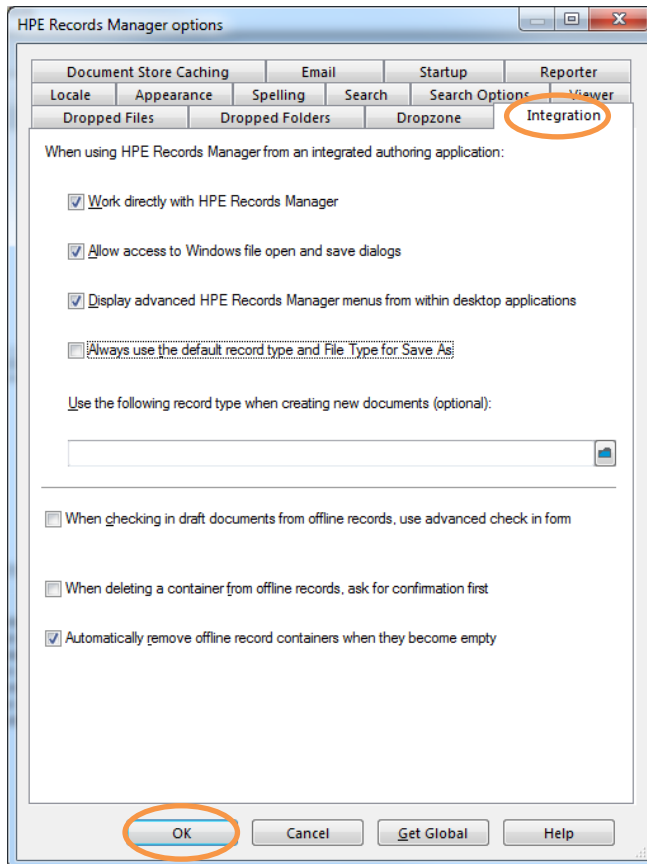 HPE Records Manager options
Document Store Caching Email Startup Reporter
Locale Appearance Spelling Search Search Options Viewer
Dropped Files Dropped Folders Dropzone Integration
When using HPE Records Manager from an integrated authoring application:
Work directly with HPE Records Manager
Allow access to Windows file open and save dialogs
Display advanced HPE Records Manager menus from within desktop applications
Always use the default record type and File Type for Save As
Use the following record type when creating new documents (optional):
When checking in draft documents from offline records, use advanced check in form
When deleting a container from offline records, ask for confirmation first
Automatically remove offline record containers when they become empty
OK Cancel Get Global Help